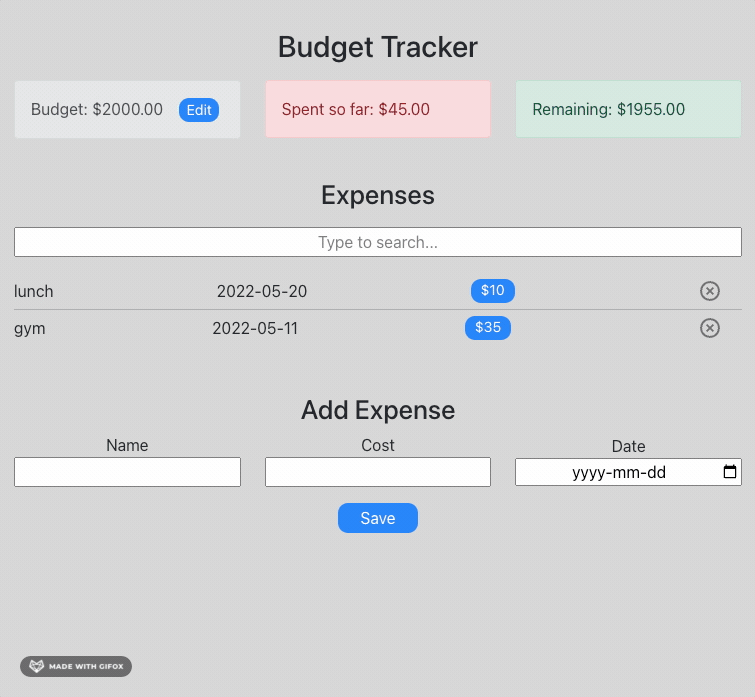 Budget Tracker
Budget: $2000.00 Edit
Spent so far: $45.00
Remaining: $1955.00
Expenses
Type to search...
lunch 2022-05-20 $10
gym 2022-05-11 $35
Add Expense
Name Cost Date
yyyy-mm-dd
Save
MADE WITH GIFOX